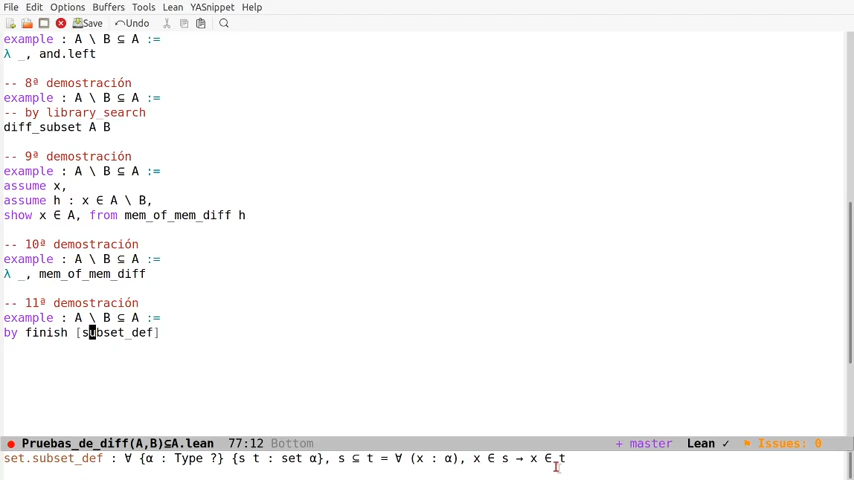 File Edit Options Buffers Tools Lean YASnippet Help
Save Undo
example : A \ B ⊆ A :=
λ _, and.left
-- 8ª demostración
example : A \ B ⊆ A :=
-- by library_search
diff_subset A B
-- 9ª demostración
example : A \ B ⊆ A :=
assume x,
assume h : x ∈ A \ B,
show x ∈ A, from mem_of_mem_diff h
-- 10ª demostración
example : A \ B ⊆ A :=
λ _, mem_of_mem_diff
-- 11ª demostración
example : A \ B ⊆ A :=
by finish [subset_def]
Pruebas_de_diff(A,B)⊆A.lean 77:12 Bottom + master Lean ✓ Issues: 0
set.subset_def : ∀ {α : Type ?} {s t : set α}, s ⊆ t = ∀ (x : α), x ∈ s → x ∈ t